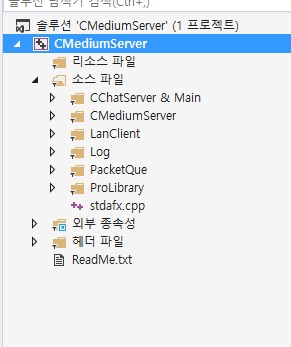 솔루션 탐색기 검색(Ctrl+;)
솔루션 'CMediumServer' (1 프로젝트)
CMediumServer
리소스 파일
소스 파일
CChatServer & Main
CMediumServer
LanClient
Log
PacketQue
ProLibrary
stdafx.cpp
외부 종속성
헤더 파일
ReadMe.txt